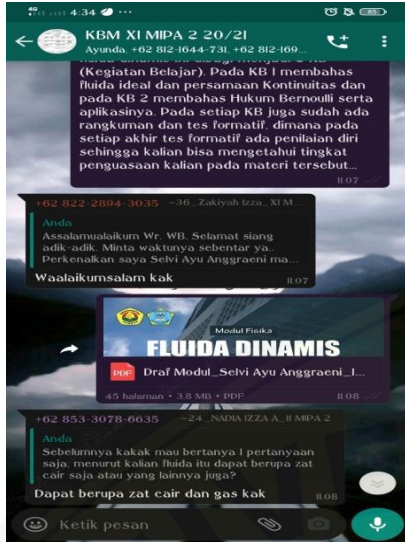 4:34
KBM XI MIPA 2 20/21
Ayunda, +62 812-1644-731, +62 812-169...
(Kegiatan Belajar). Pada KB 1 membahas
fluida ideal dan persamaan Kontinuitas dan
pada KB 2 membahas Hukum Bernoulli serta
aplikasinya. Pada setiap KB juga sudah ada
rangkuman dan tes formatif, dimana pada
setiap akhir tes formatif ada penilaian diri
sehingga kalian bisa mengetahui tingkat
penguasaan kalian pada materi tersebut...
11.07
+62 822-2894-3035 ~36_Zakiyah Izza_XI M...
Anda
Assalamualaikum Wr. WB. Selamat siang
adik-adik. Minta waktunya sebentar ya..
Perkenalkan saya Selvi Ayu Anggraeni ma...
Waalaikumsalam kak
11.07
Modul Fisika
FLUIDA DINAMIS
PDF
Draf Modul_Selvi Ayu Anggraeni_1...
45 halaman • 3,8 MB • PDF
11.08
+62 853-3078-6635 ~24_NADIA IZZA A_11 MIPA 2
Anda
Sebelumnya kakak mau bertanya 1 pertanyaan
saja, menurut kalian fluida itu dapat berupa zat
cair saja atau yang lainnya juga?
Dapat berupa zat cair dan gas kak
11.08
Ketik pesan